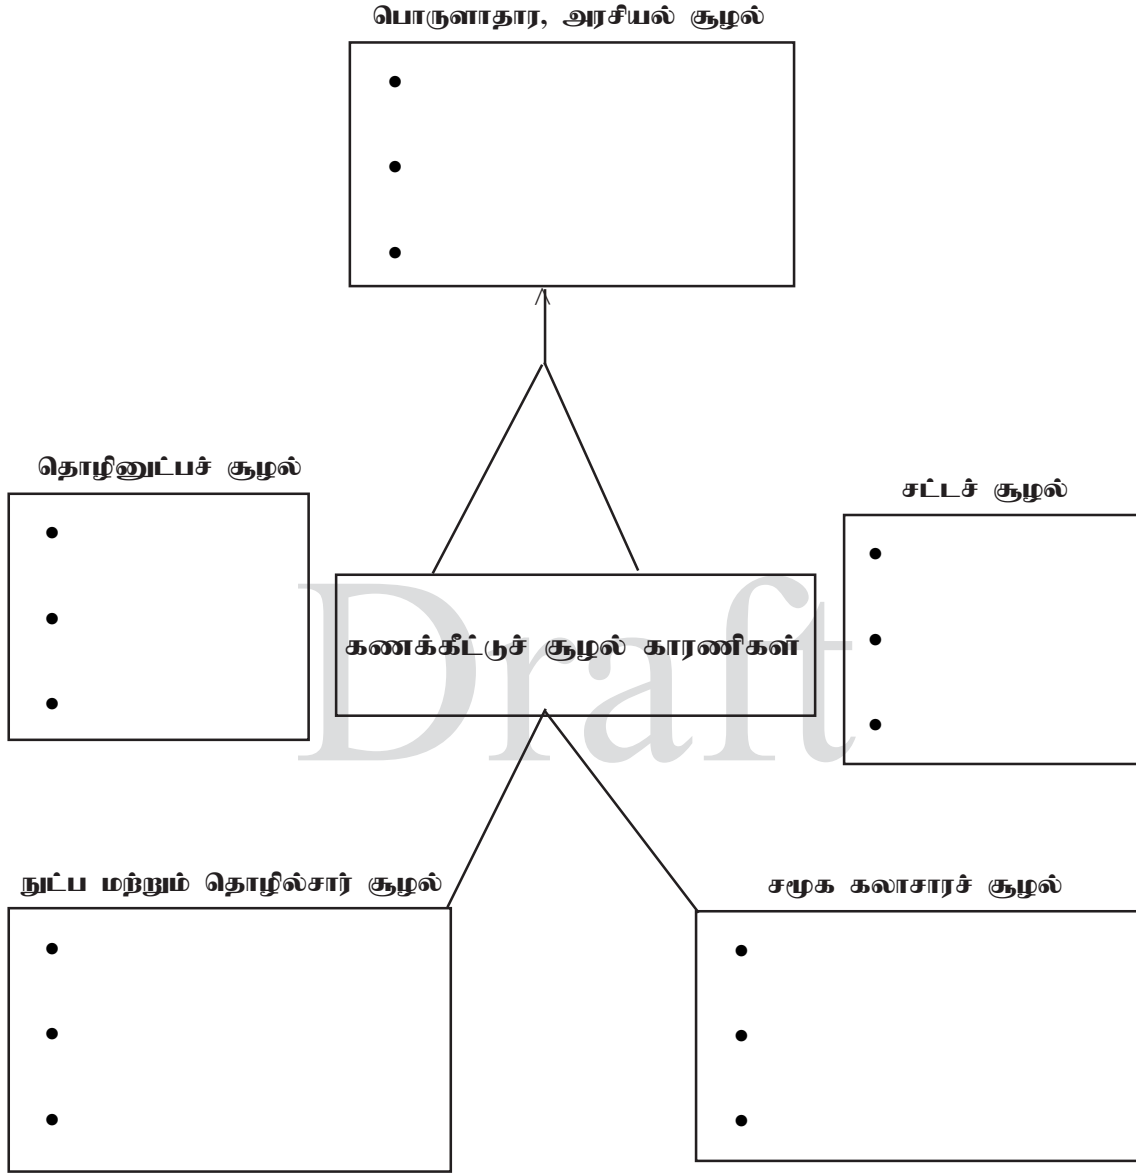 பொருளாதார, அரசியல் சூழல்
•
•
•
தொழினுட்பச் சூழல்
•
•
•
சட்டச் சூழல்
•
•
•
கணக்கீட்டுச் சூழல் காரணிகள்
Draft
நுட்ப மற்றும் தொழில்சார் சூழல்
•
•
•
சமூக கலாசாரச் சூழல்
•
•
•